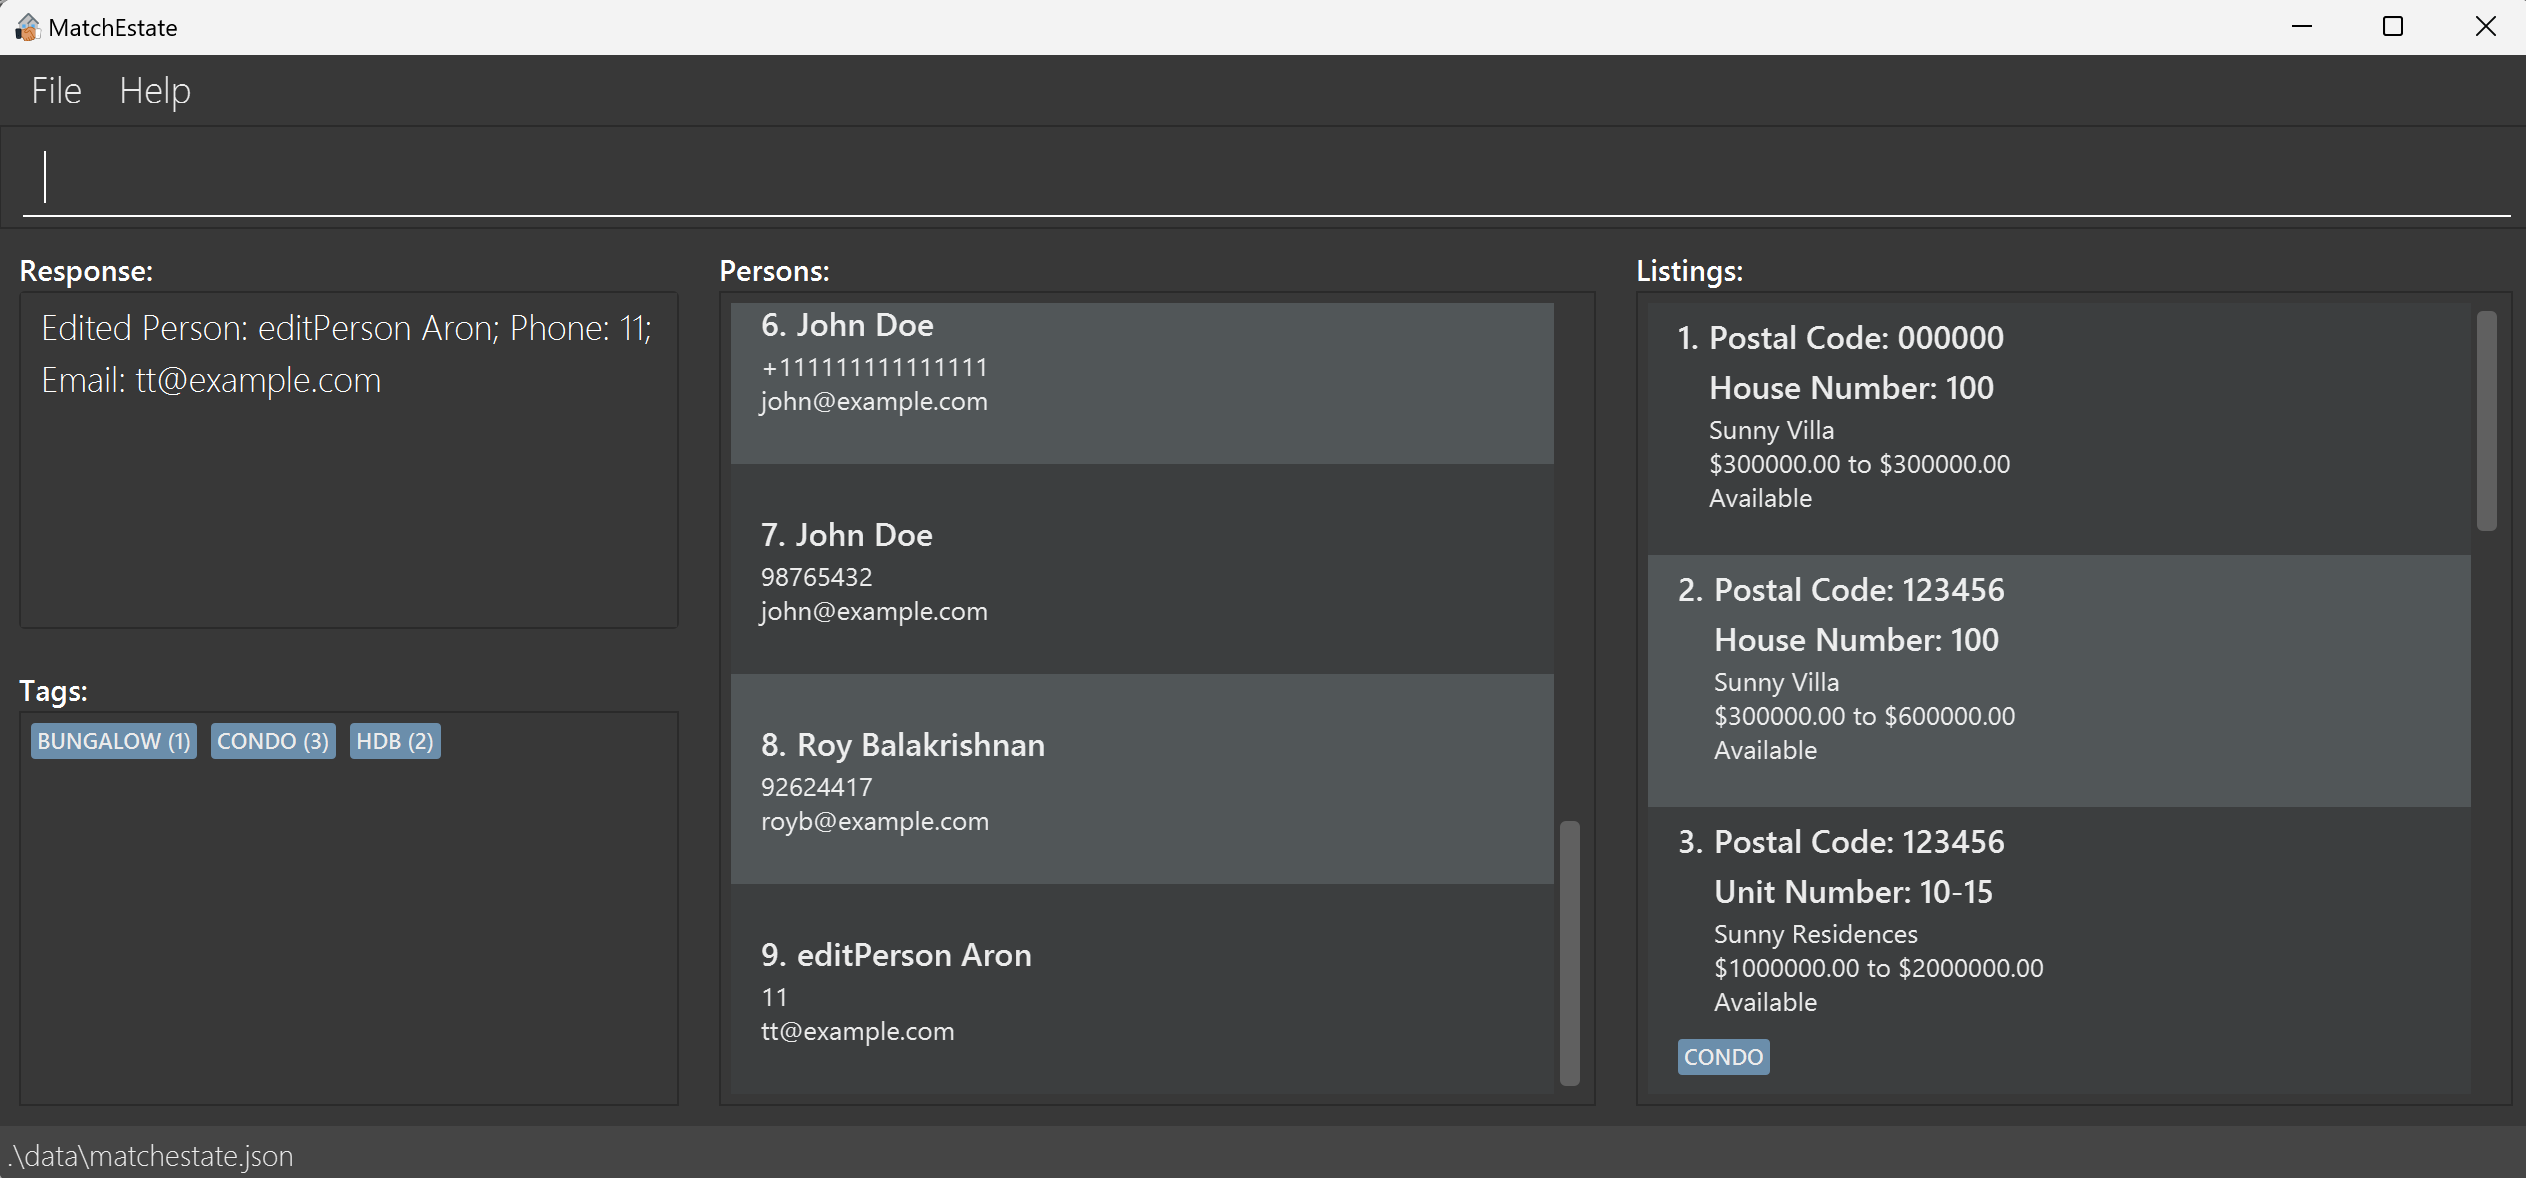 MatchEstate
File Help
Response:
Edited Person: editPerson Aron; Phone: 11;
Email: tt@example.com
Tags:
BUNGALOW (1) CONDO (3) HDB (2)
Persons:
6. John Doe
+111111111111111
john@example.com
7. John Doe
98765432
john@example.com
8. Roy Balakrishnan
92624417
royb@example.com
9. editPerson Aron
11
tt@example.com
Listings:
1. Postal Code: 000000
House Number: 100
Sunny Villa
$300000.00 to $300000.00
Available
2. Postal Code: 123456
House Number: 100
Sunny Villa
$300000.00 to $600000.00
Available
3. Postal Code: 123456
Unit Number: 10-15
Sunny Residences
$1000000.00 to $2000000.00
Available
CONDO
.\data\matchestate.json